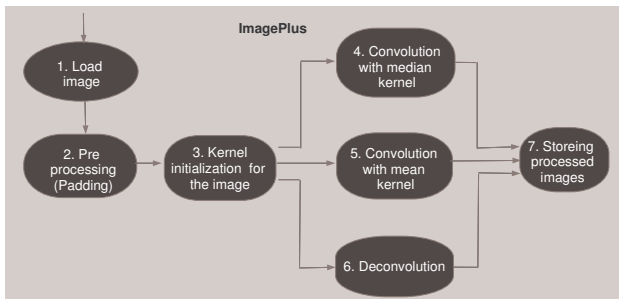 ImagePlus
1. Load
image
2. Pre
processing
(Padding)
3. Kernel
initialization for
the image
4. Convolution
with median
kernel
5. Convolution
with mean
kernel
6. Deconvolution
7. Storeing
processed
images